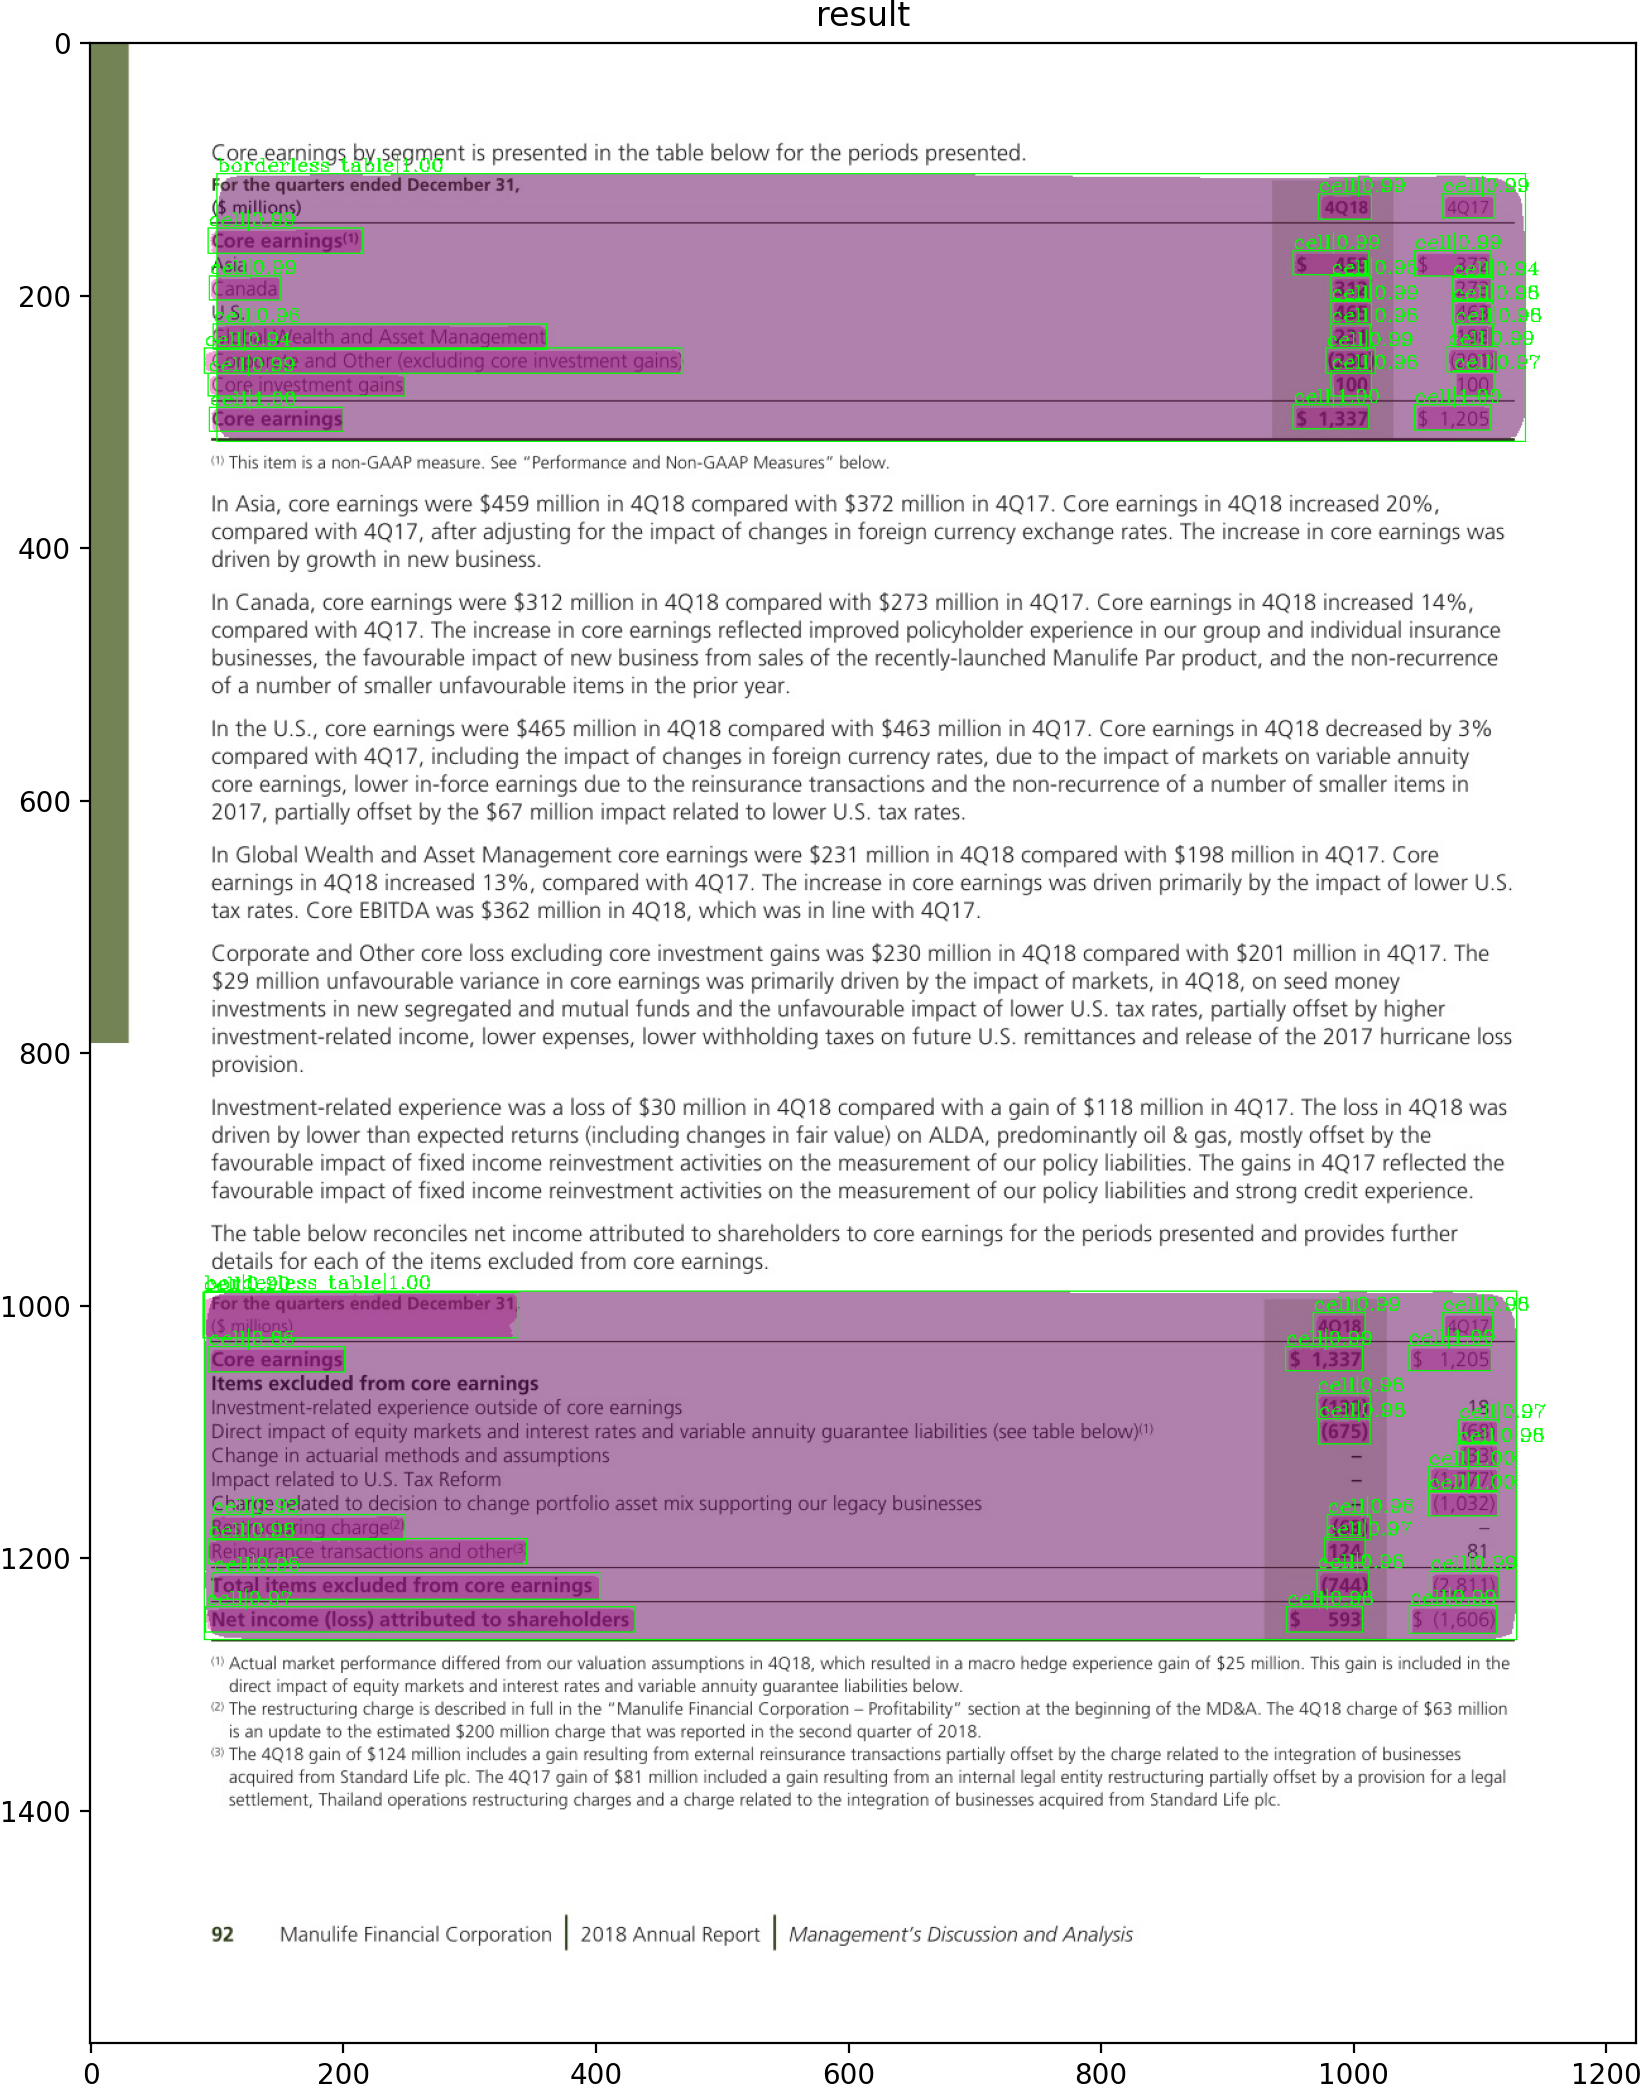 result
Core earnings by segment is presented in the table below for the periods presented.
borderless table|1.00
For the quarters ended December 31,
($ millions) 4Q18 4Q17
Core earnings(1)
Asia $ 459 $ 372
Canada 312 273
U.S. 465 463
Global Wealth and Asset Management 231 198
Corporate and Other (excluding core investment gains) (230) (201)
Core investment gains 100 100
Core earnings $ 1,337 $ 1,205
(1) This item is a non-GAAP measure. See “Performance and Non-GAAP Measures” below.
In Asia, core earnings were $459 million in 4Q18 compared with $372 million in 4Q17. Core earnings in 4Q18 increased 20%,
compared with 4Q17, after adjusting for the impact of changes in foreign currency exchange rates. The increase in core earnings was
driven by growth in new business.
In Canada, core earnings were $312 million in 4Q18 compared with $273 million in 4Q17. Core earnings in 4Q18 increased 14%,
compared with 4Q17. The increase in core earnings reflected improved policyholder experience in our group and individual insurance
businesses, the favourable impact of new business from sales of the recently-launched Manulife Par product, and the non-recurrence
of a number of smaller unfavourable items in the prior year.
In the U.S., core earnings were $465 million in 4Q18 compared with $463 million in 4Q17. Core earnings in 4Q18 decreased by 3%
compared with 4Q17, including the impact of changes in foreign currency rates, due to the impact of markets on variable annuity
core earnings, lower in-force earnings due to the reinsurance transactions and the non-recurrence of a number of smaller items in
2017, partially offset by the $67 million impact related to lower U.S. tax rates.
In Global Wealth and Asset Management core earnings were $231 million in 4Q18 compared with $198 million in 4Q17. Core
earnings in 4Q18 increased 13%, compared with 4Q17. The increase in core earnings was driven primarily by the impact of lower U.S.
tax rates. Core EBITDA was $362 million in 4Q18, which was in line with 4Q17.
Corporate and Other core loss excluding core investment gains was $230 million in 4Q18 compared with $201 million in 4Q17. The
$29 million unfavourable variance in core earnings was primarily driven by the impact of markets, in 4Q18, on seed money
investments in new segregated and mutual funds and the unfavourable impact of lower U.S. tax rates, partially offset by higher
investment-related income, lower expenses, lower withholding taxes on future U.S. remittances and release of the 2017 hurricane loss
provision.
Investment-related experience was a loss of $30 million in 4Q18 compared with a gain of $118 million in 4Q17. The loss in 4Q18 was
driven by lower than expected returns (including changes in fair value) on ALDA, predominantly oil & gas, mostly offset by the
favourable impact of fixed income reinvestment activities on the measurement of our policy liabilities. The gains in 4Q17 reflected the
favourable impact of fixed income reinvestment activities on the measurement of our policy liabilities and strong credit experience.
The table below reconciles net income attributed to shareholders to core earnings for the periods presented and provides further
details for each of the items excluded from core earnings.
borderless table|1.00
For the quarters ended December 31,
($ millions) 4Q18 4Q17
Core earnings $ 1,337 $ 1,205
Items excluded from core earnings
Investment-related experience outside of core earnings 18
Direct impact of equity markets and interest rates and variable annuity guarantee liabilities (see table below)(1) (675) (68)
Change in actuarial methods and assumptions – (33)
Impact related to U.S. Tax Reform – (1,777)
Charge related to decision to change portfolio asset mix supporting our legacy businesses – (1,032)
Restructuring charge(2) (63) –
Reinsurance transactions and other(3) 124 81
Total items excluded from core earnings (744) (2,811)
Net income (loss) attributed to shareholders $ 593 $ (1,606)
(1) Actual market performance differed from our valuation assumptions in 4Q18, which resulted in a macro hedge experience gain of $25 million. This gain is included in the
direct impact of equity markets and interest rates and variable annuity guarantee liabilities below.
(2) The restructuring charge is described in full in the “Manulife Financial Corporation – Profitability” section at the beginning of the MD&A. The 4Q18 charge of $63 million
is an update to the estimated $200 million charge that was reported in the second quarter of 2018.
(3) The 4Q18 gain of $124 million includes a gain resulting from external reinsurance transactions partially offset by the charge related to the integration of businesses
acquired from Standard Life plc. The 4Q17 gain of $81 million included a gain resulting from an internal legal entity restructuring partially offset by a provision for a legal
settlement, Thailand operations restructuring charges and a charge related to the integration of businesses acquired from Standard Life plc.
92 Manulife Financial Corporation 2018 Annual Report Management’s Discussion and Analysis
0
200
400
600
800
1000
1200
1400
0 200 400 600 800 1000 1200